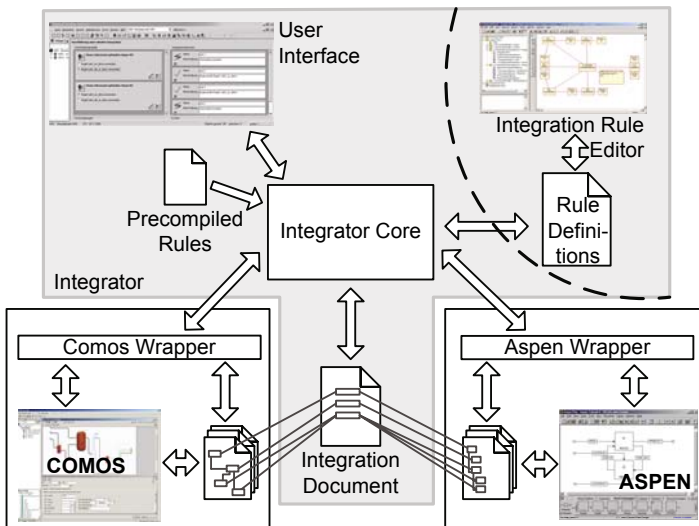 User
Interface
Integration Rule
Editor
Precompiled
Rules
Integrator Core
Rule
Defini-
tions
Integrator
Comos Wrapper
Aspen Wrapper
COMOS
Integration
Document
ASPEN